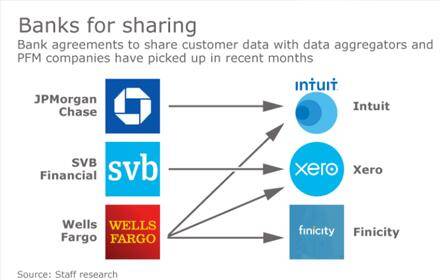 Banks for sharing
Bank agreements to share customer data with data aggregators and
PFM companies have picked up in recent months
JPMorgan
Chase
intuit
Intuit
SVB
Financial
svb
xero
Xero
Wells
Fargo
WELLS
FARGO
finicity
Finicity
Source: Staff research